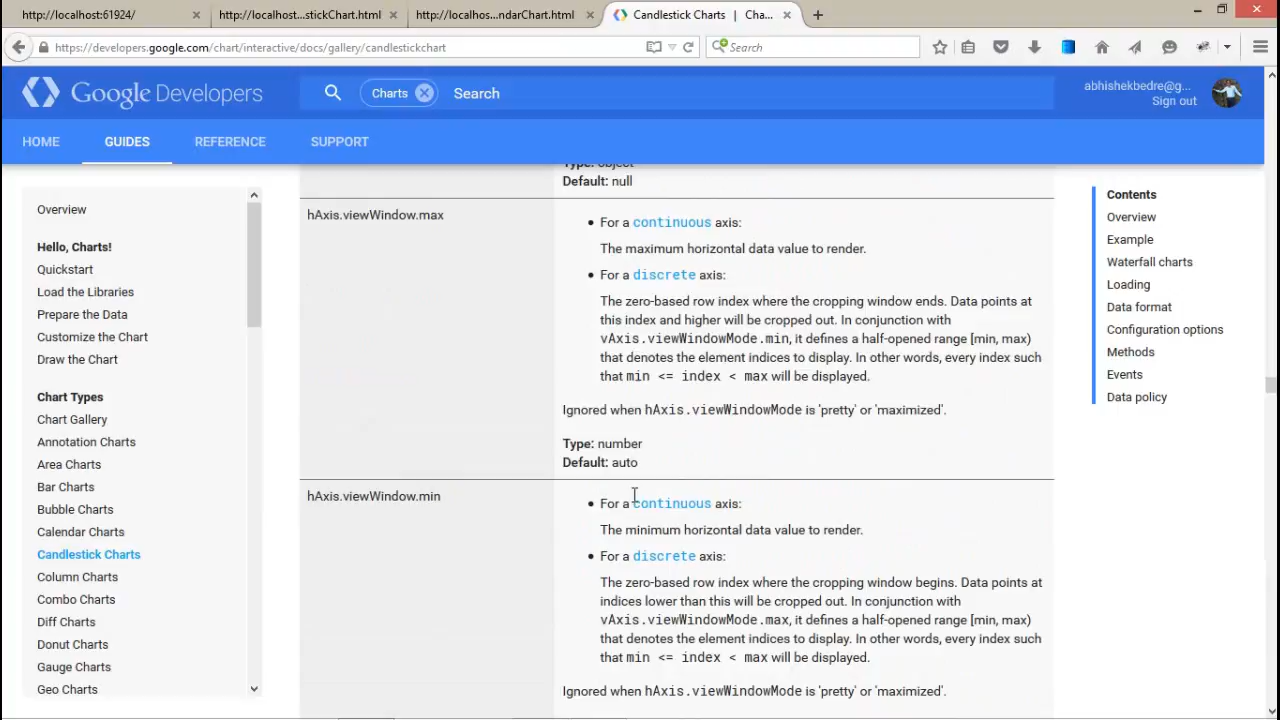 http://localhost:61924/
http://localhost...stickChart.html
http://localhos...ndarChart.html
Candlestick Charts | Cha...
https://developers.google.com/chart/interactive/docs/gallery/candlestickchart
Search
Google Developers
Charts
Search
abhishekbedre@g...
Sign out
HOME
GUIDES
REFERENCE
SUPPORT
Overview
Hello, Charts!
Quickstart
Load the Libraries
Prepare the Data
Customize the Chart
Draw the Chart
Chart Types
Chart Gallery
Annotation Charts
Area Charts
Bar Charts
Bubble Charts
Calendar Charts
Candlestick Charts
Column Charts
Combo Charts
Diff Charts
Donut Charts
Gauge Charts
Geo Charts
Type: object
Default: null
hAxis.viewWindow.max
• For a continuous axis:
The maximum horizontal data value to render.
• For a discrete axis:
The zero-based row index where the cropping window ends. Data points at
this index and higher will be cropped out. In conjunction with
vAxis.viewWindowMode.min, it defines a half-opened range [min, max)
that denotes the element indices to display. In other words, every index such
that min <= index < max will be displayed.
Ignored when hAxis.viewWindowMode is 'pretty' or 'maximized'.
Type: number
Default: auto
hAxis.viewWindow.min
• For a continuous axis:
The minimum horizontal data value to render.
• For a discrete axis:
The zero-based row index where the cropping window begins. Data points at
indices lower than this will be cropped out. In conjunction with
vAxis.viewWindowMode.max, it defines a half-opened range [min, max)
that denotes the element indices to display. In other words, every index such
that min <= index < max will be displayed.
Ignored when hAxis.viewWindowMode is 'pretty' or 'maximized'.
Contents
Overview
Example
Waterfall charts
Loading
Data format
Configuration options
Methods
Events
Data policy